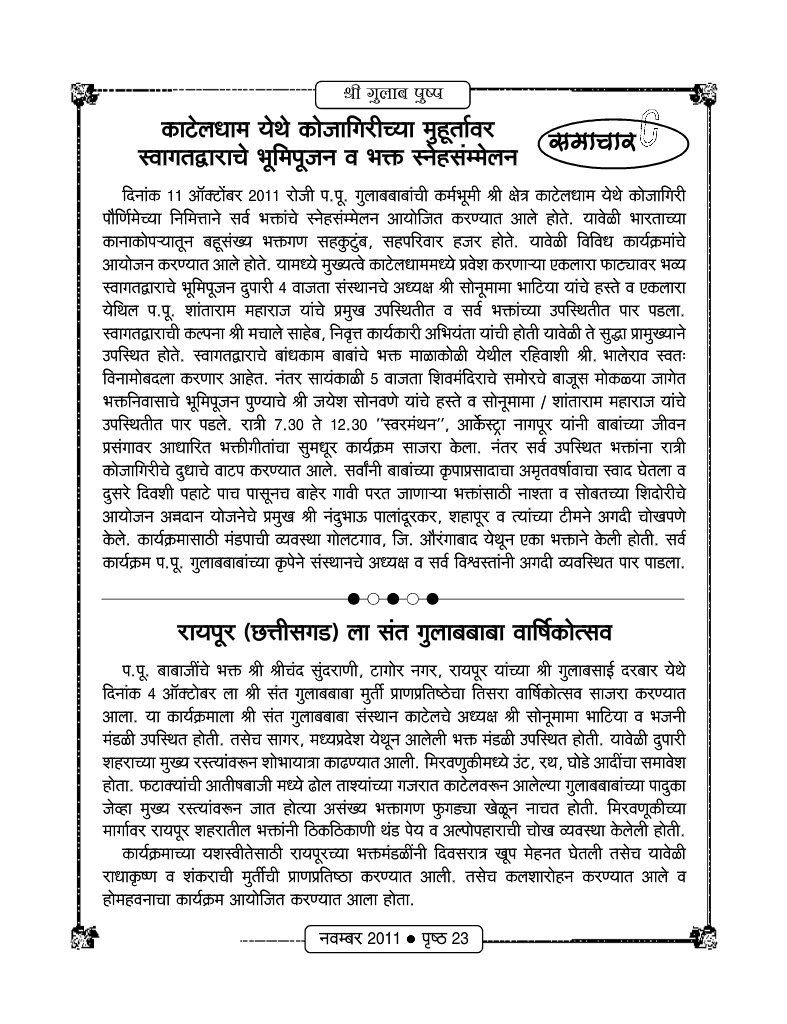 श्री गुलाब पुष्प
काटेलधाम येथे कोजागिरीच्या मुहूर्तावर
स्वागतद्वाराचे भूमिपूजन व भक्त स्नेहसंम्मेलन
समाचार
दिनांक 11 ऑक्टोंबर 2011 रोजी प.पू. गुलाबबाबांची कर्मभूमी श्री क्षेत्र काटेलधाम येथे कोजागिरी
पौर्णिमेच्या निमित्ताने सर्व भक्तांचे स्नेहसंम्मेलन आयोजित करण्यात आले होते. यावेळी भारताच्या
कानाकोपऱ्यातून बहूसंख्य भक्तगण सहकुटुंब, सहपरिवार हजर होते. यावेळी विविध कार्यक्रमांचे
आयोजन करण्यात आले होते. यामध्ये मुख्यत्वे काटेलधाममध्ये प्रवेश करणाऱ्या एकलारा फाट्यावर भव्य
स्वागतद्वाराचे भूमिपूजन दुपारी 4 वाजता संस्थानचे अध्यक्ष श्री सोनूमामा भाटिया यांचे हस्ते व एकलारा
येथिल प.पू. शांताराम महाराज यांचे प्रमुख उपस्थितीत व सर्व भक्तांच्या उपस्थितीत पार पडला.
स्वागतद्वाराची कल्पना श्री मचाले साहेब, निवृत्त कार्यकारी अभियंता यांची होती यावेळी ते सुद्धा प्रामुख्याने
उपस्थित होते. स्वागतद्वाराचे बांधकाम बाबांचे भक्त माळाकोळी येथील रहिवाशी श्री. भालेराव स्वतः
विनामोबदला करणार आहेत. नंतर सायंकाळी 5 वाजता शिवमंदिराचे समोरचे बाजूस मोकळ्या जागेत
भक्तनिवासाचे भूमिपूजन पुण्याचे श्री जयेश सोनवणे यांचे हस्ते व सोनूमामा / शांताराम महाराज यांचे
उपस्थितीत पार पडले. रात्री 7.30 ते 12.30 “स्वरमंथन”, आर्केस्ट्रा नागपूर यांनी बाबांच्या जीवन
प्रसंगावर आधारित भक्तीगीतांचा सुमधूर कार्यक्रम साजरा केला. नंतर सर्व उपस्थित भक्तांना रात्री
कोजागिरीचे दुधाचे वाटप करण्यात आले. सर्वांनी बाबांच्या कृपाप्रसादाचा अमृतवर्षावाचा स्वाद घेतला व
दुसरे दिवशी पहाटे पाच पासूनच बाहेर गावी परत जाणाऱ्या भक्तांसाठी नाश्ता व सोबतच्या शिदोरीचे
आयोजन अन्नदान योजनेचे प्रमुख श्री नंदुभाऊ पालांदूरकर, शहापूर व त्यांच्या टीमने अगदी चोखपणे
केले. कार्यक्रमासाठी मंडपाची व्यवस्था गोलटगाव, जि. औरंगाबाद येथून एका भक्ताने केली होती. सर्व
कार्यक्रम प.पू. गुलाबबाबांच्या कृपेने संस्थानचे अध्यक्ष व सर्व विश्वस्तांनी अगदी व्यवस्थित पार पाडला.
रायपूर (छत्तीसगड) ला संत गुलाबबाबा वार्षिकोत्सव
प.पू. बाबाजींचे भक्त श्री श्रीचंद सुंदराणी, टागोर नगर, रायपूर यांच्या श्री गुलाबसाई दरबार येथे
दिनांक 4 ऑक्टोबर ला श्री संत गुलाबबाबा मुर्ती प्राणप्रतिष्ठेचा तिसरा वार्षिकोत्सव साजरा करण्यात
आला. या कार्यक्रमाला श्री संत गुलाबबाबा संस्थान काटेलचे अध्यक्ष श्री सोनूमामा भाटिया व भजनी
मंडळी उपस्थित होती. तसेच सागर, मध्यप्रदेश येथून आलेली भक्त मंडळी उपस्थित होती. यावेळी दुपारी
शहराच्या मुख्य रस्त्यांवरून शोभायात्रा काढण्यात आली. मिरवणुकीमध्ये उंट, रथ, घोडे आदींचा समावेश
होता. फटाक्यांची आतीषबाजी मध्ये ढोल ताश्यांच्या गजरात काटेलवरून आलेल्या गुलाबबाबांच्या पादुका
जेव्हा मुख्य रस्त्यांवरून जात होत्या असंख्य भक्तागण फुगड्या खेळून नाचत होती. मिरवणूकीच्या
मार्गावर रायपूर शहरातील भक्तांनी ठिकठिकाणी थंड पेय व अल्पोपहाराची चोख व्यवस्था केलेली होती.
कार्यक्रमाच्या यशस्वीतेसाठी रायपूरच्या भक्तमंडळींनी दिवसरात्र खूप मेहनत घेतली तसेच यावेळी
राधाकृष्ण व शंकराची मुर्तीची प्राणप्रतिष्ठा करण्यात आली. तसेच कलशारोहन करण्यात आले व
होमहवनाचा कार्यक्रम आयोजित करण्यात आला होता.
नवम्बर 2011 ● पृष्ठ 23